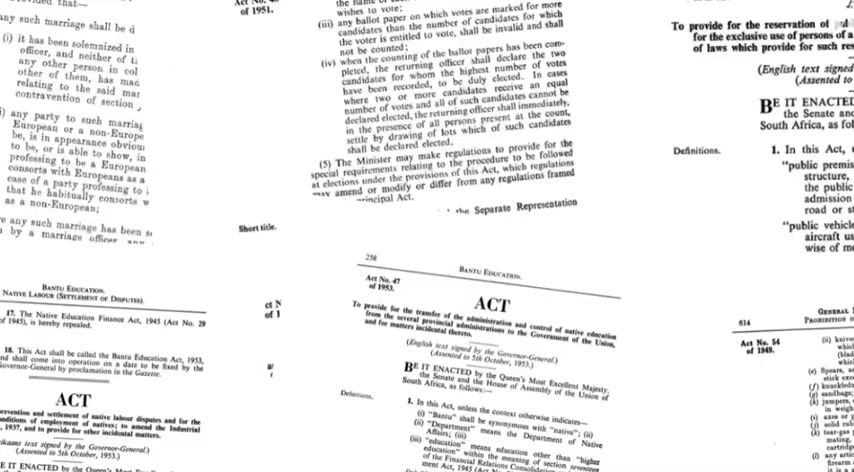 that—
any such marriage shall be d
(i) it has been solemnized in
officer, and neither of
any other person in col
other of them, has mad
relating to the said mar
contravention of section
any party to such marriag
European or a non-Europe
be, is in appearance obviou
to be, or is able to show, in
professing to be a European
consorts with Europeans as a
case of a party professing to
that he habitually consorts w
as a non-European;
any such marriage has been s
by a marriage officer
of 1951.
wishes to vote;
(iii) any ballot paper on which votes are marked for more
candidates than the number of candidates for which
the voter is entitled to vote, shall be invalid and shall
not be counted;
(iv) when the counting of the ballot papers has been com-
pleted, the returning officer shall declare the two
candidates for whom the highest number of votes
have been recorded, to be duly elected. In cases
where two or more candidates receive an equal
number of votes and all of such candidates cannot be
declared elected, the returning officer shall immediately,
in the presence of all persons present at the count,
settle by drawing of lots which of such candidates
shall be declared elected.
(5) The Minister may make regulations to provide for the
special requirements relating to the procedure to be followed
at elections under the provisions of this Act, which regulations
may amend or modify or differ from any regulations framed
principal Act.
Short title.
the Separate Representation
To provide for the reservation of
for the exclusive use of persons of a
of laws which provide for such res
(English text signed
(Assented to
BE IT ENACTED
the Senate and
South Africa, as fol
Definitions.
1. In this Act,
"public premis
structure,
the public
admission
road or st
"public vehicle
aircraft us
wise of me
BANTU EDUCATION.
NATIVE LABOUR (SETTLEMENT OF DISPUTES).
17. The Native Education Finance Act, 1945 (Act No. 29
of 1945), is hereby repealed.
18. This Act shall be called the Bantu Education Act, 1953,
and shall come into operation on a date to be fixed by the
Governor-General by proclamation in the Gazette.
ACT
prevention and settlement of native labour disputes and for the
conditions of employment of natives; to amend the Industrial
, 1937, and to provide for other incidental matters.
text signed by the Governor-General.)
(Assented to 5th October, 1953.)
BE IT ENACTED by the Queen's Most
ct N
of 1
258
BANTU EDUCATION.
Act No. 47
of 1953.
ACT
To provide for the transfer of the administration and control of native education
from the several provincial administrations to the Government of the Union,
and for matters incidental thereto.
(English text signed by the Governor-General.)
(Assented to 5th October, 1953.)
BE IT ENACTED by the Queen's Most Excellent Majesty,
the Senate and the House of Assembly of the Union of
South Africa, as follows:—
Definitions.
1. In this Act, unless the context otherwise indicates—
(i) "Bantu" shall be synonymous with "native"; (ii)
(ii) "Department" means the Department of Native
Affairs; (iii)
(iii) "education" means education other than "higher
education" within the meaning of section seventeen
of the Financial Relations
ment Act, 1945 (Act No.
GENERAL
PROHIBITION O
614
Act No. 54
of 1949.
(ii) knives
which
(bla
whic
(e) Spears, as
stick exc
(f) knuckled
(g) sandbags;
(h) jumpers,
in weigh
(i) axes or p
(j) solid rub
(k) tear-gas
mating,
cartridge
(l) any artic
firearm